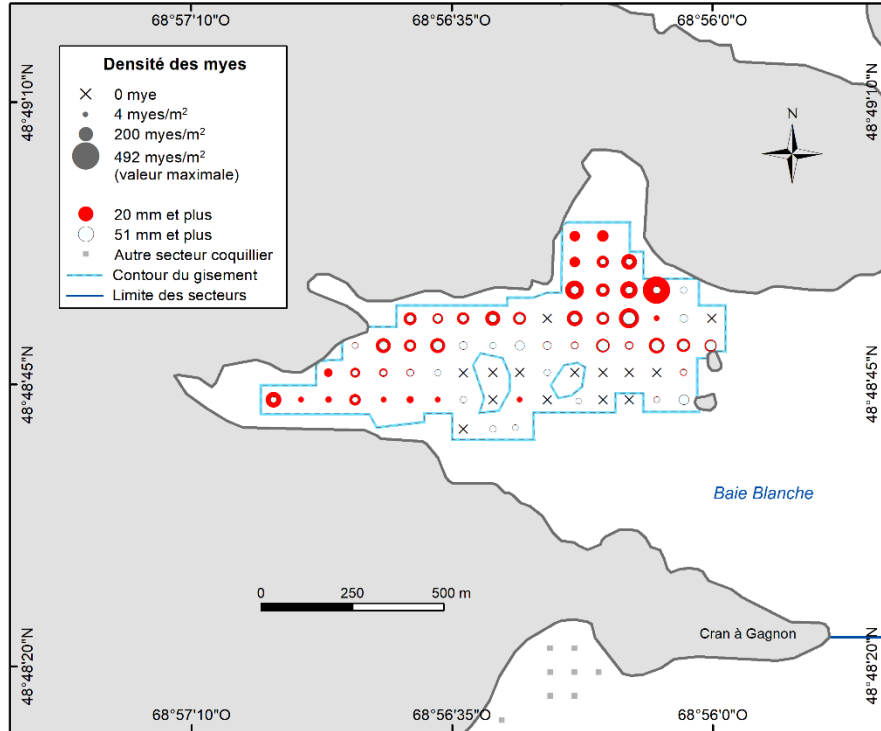 68°57'10"O
68°56'35"O
68°56'0"O
Densité des myes
0 mye
4 myes/m²
200 myes/m²
492 myes/m²
(valeur maximale)
20 mm et plus
51 mm et plus
Autre secteur coquillier
Contour du gisement
Limite des secteurs
N
48°49'10"N
48°49'10"N
48°48'45"N
48°48'45"N
Baie Blanche
0
250
500 m
Cran à Gagnon
48°48'20"N
48°48'20"N
68°57'10"O
68°56'35"O
68°56'0"O